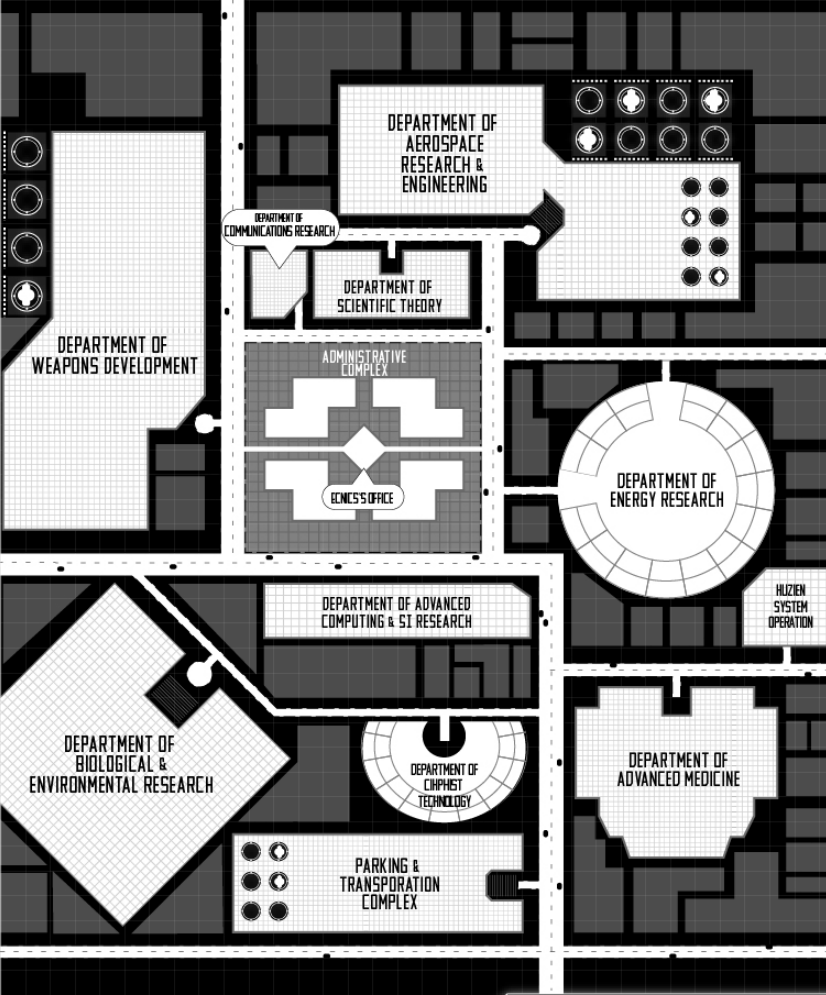 DEPARTMENT OF
AEROSPACE
RESEARCH &
ENGINEERING
DEPARTMENT OF
COMMUNICATIONS RESEARCH
DEPARTMENT OF
SCIENTIFIC THEORY
DEPARTMENT OF
WEAPONS DEVELOPMENT
ADMINISTRATIVE
COMPLEX
ECNICS'S OFFICE
DEPARTMENT OF
ENERGY RESEARCH
HUZIEN
SYSTEM
OPERATION
DEPARTMENT OF ADVANCED
COMPUTING & SI RESEARCH
DEPARTMENT OF
BIOLOGICAL &
ENVIRONMENTAL RESEARCH
DEPARTMENT OF
CIHPHIST
TECHNOLOGY
DEPARTMENT OF
ADVANCED MEDICINE
PARKING &
TRANSPORATION
COMPLEX